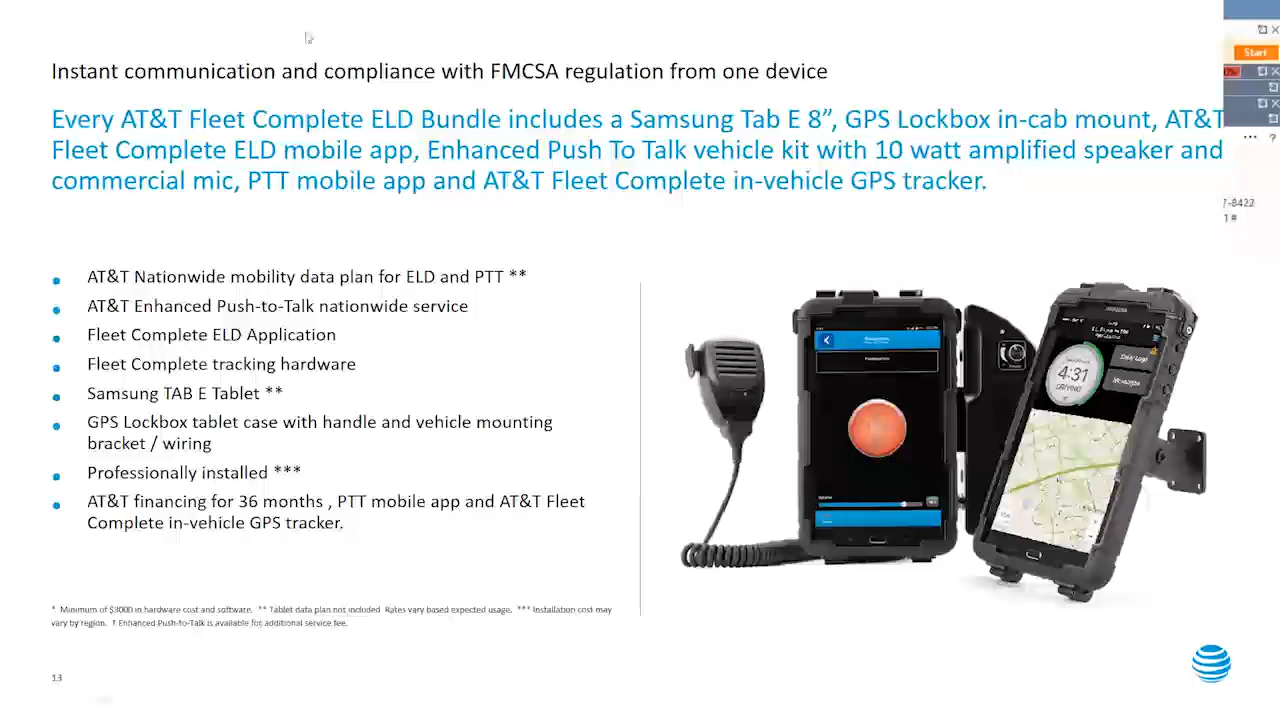 Instant communication and compliance with FMCSA regulation from one device
Every AT&T Fleet Complete ELD Bundle includes a Samsung Tab E 8”, GPS Lockbox in-cab mount, AT&T
Fleet Complete ELD mobile app, Enhanced Push To Talk vehicle kit with 10 watt amplified speaker and
commercial mic, PTT mobile app and AT&T Fleet Complete in-vehicle GPS tracker.
AT&T Nationwide mobility data plan for ELD and PTT **
AT&T Enhanced Push-to-Talk nationwide service
Fleet Complete ELD Application
Fleet Complete tracking hardware
Samsung TAB E Tablet **
GPS Lockbox tablet case with handle and vehicle mounting
bracket / wiring
Professionally installed ***
AT&T financing for 36 months , PTT mobile app and AT&T Fleet
Complete in-vehicle GPS tracker.
* Minimum of $3000 in hardware cost and software. ** Tablet data plan not included Rates vary based expected usage. *** Installation cost may
vary by region. † Enhanced Push-to-Talk is available for additional service fee.
13
Start
7-8422
1 #
SAMSUNG
4:31
DRIVING
Messages